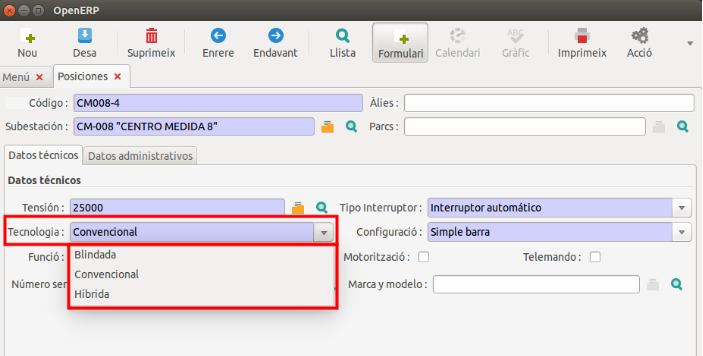 OpenERP
Nou Desa Suprimeix Enrere Endavant Llista Formulari Calendari Gràfic Imprimeix Acció
Menú Posiciones
Código : CM008-4 Àlies :
Subestación : CM-008 "CENTRO MEDIDA 8" Parcs :
Datos técnicos Datos administrativos
Datos técnicos
Tensión : 25000 Tipo Interruptor : Interruptor automático
Tecnologia : Convencional Configuració : Simple barra
Funció : Blindada Motorització : Telemando :
Convencional
Número ser Híbrida Marca y modelo :